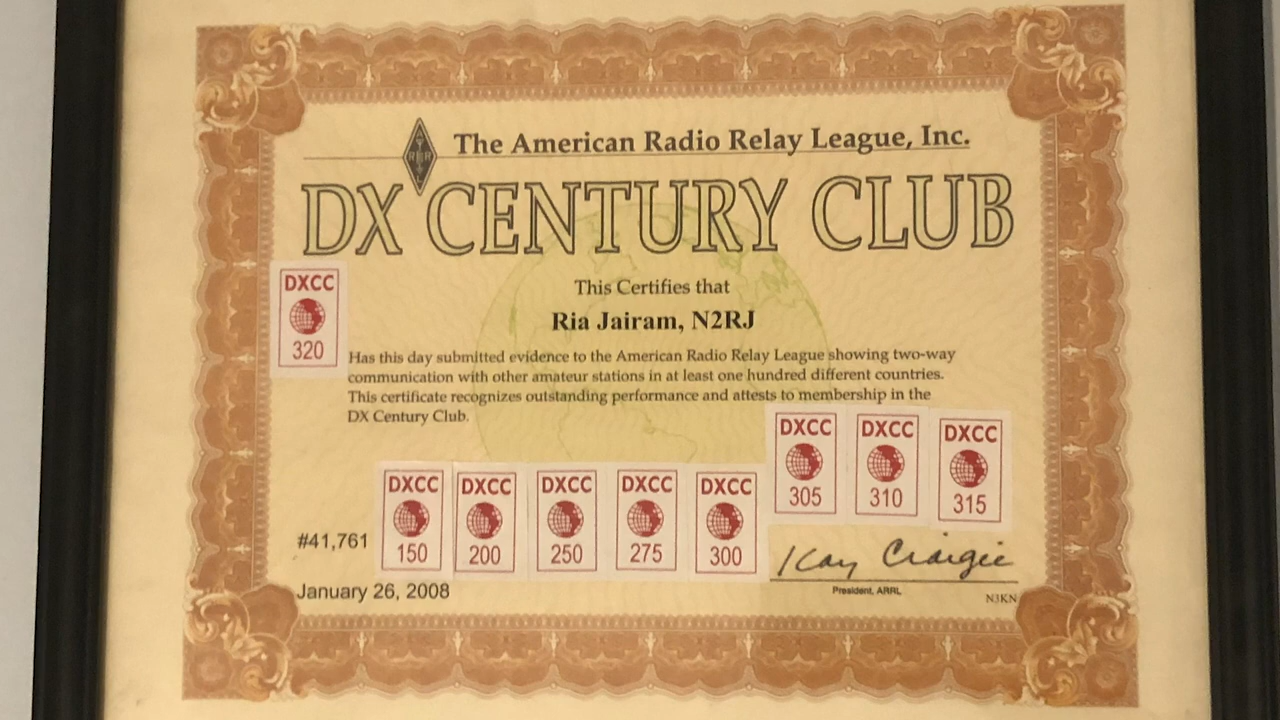 The American Radio Relay League, Inc.
DX CENTURY CLUB
This Certifies that
Ria Jairam, N2RJ
DXCC
320
Has this day submitted evidence to the American Radio Relay League showing two-way
communication with other amateur stations in at least one hundred different countries.
This certificate recognizes outstanding performance and attests to membership in the
DX Century Club.
DXCC
305
DXCC
310
DXCC
315
DXCC
150
DXCC
200
DXCC
250
DXCC
275
DXCC
300
#41,761
Kay Craigie
January 26, 2008
President, ARRL
N3KN